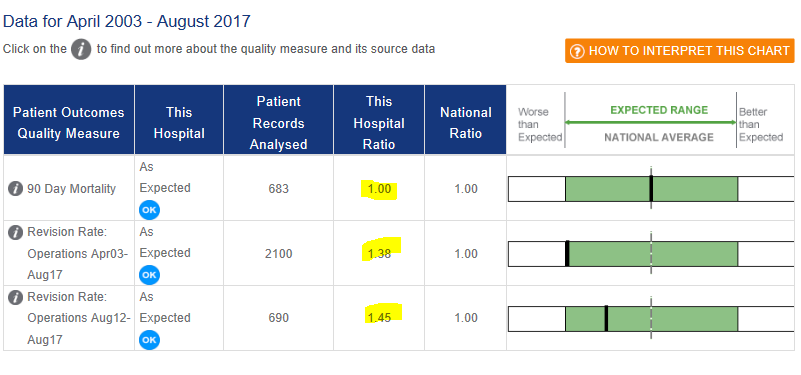 Data for April 2003 - August 2017
Click on the i to find out more about the quality measure and its source data
? HOW TO INTERPRET THIS CHART
Patient Outcomes
Quality Measure
This
Hospital
Patient
Records
Analysed
This
Hospital
Ratio
National
Ratio
Worse
than
Expected
EXPECTED RANGE
NATIONAL AVERAGE
Better
than
Expected
i 90 Day Mortality
As
Expected
OK
683
1.00
1.00
i Revision Rate:
Operations Apr03-
Aug17
As
Expected
OK
2100
1.38
1.00
i Revision Rate:
Operations Aug12-
Aug17
As
Expected
OK
690
1.45
1.00